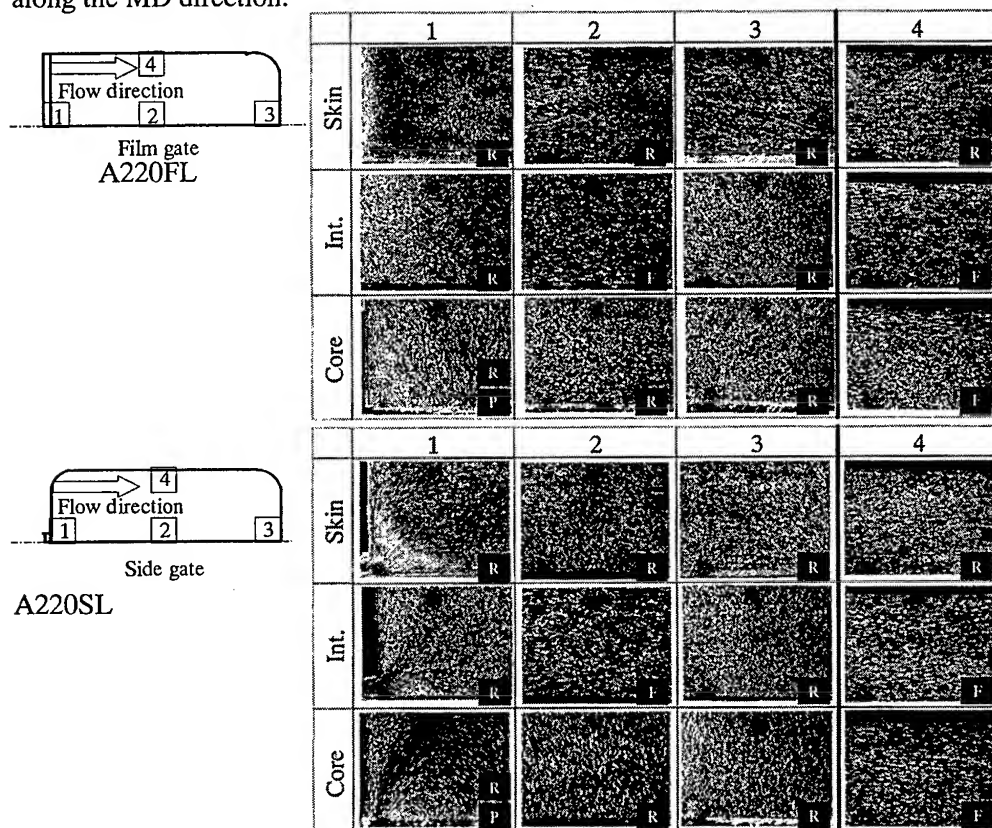 along the MD direction.
1 2 3 4
4
Flow direction
1 2 3
Film gate
A220FL
Skin R R R R
Int. R F R F
Core R P R R F
1 2 3 4
4
Flow direction
1 2 3
Side gate
A220SL
Skin R R R R
Int. R F R F
Core R P R R F